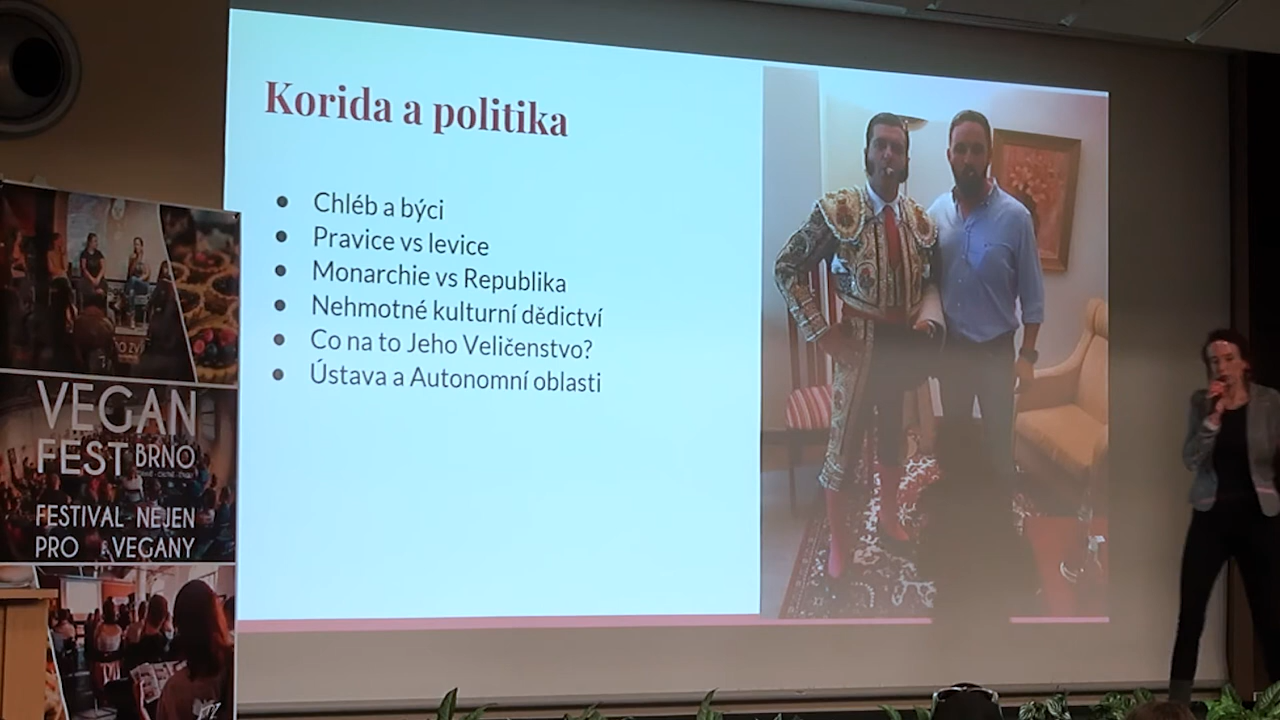 Korida a politika
Chléb a býci
Pravice vs levice
Monarchie vs Republika
Nehmotné kulturní dědictví
Co na to Jeho Veličenstvo?
Ústava a Autonomní oblasti
VEGAN
FEST BRNO
FESTIVAL NEJEN
PRO VEGANY